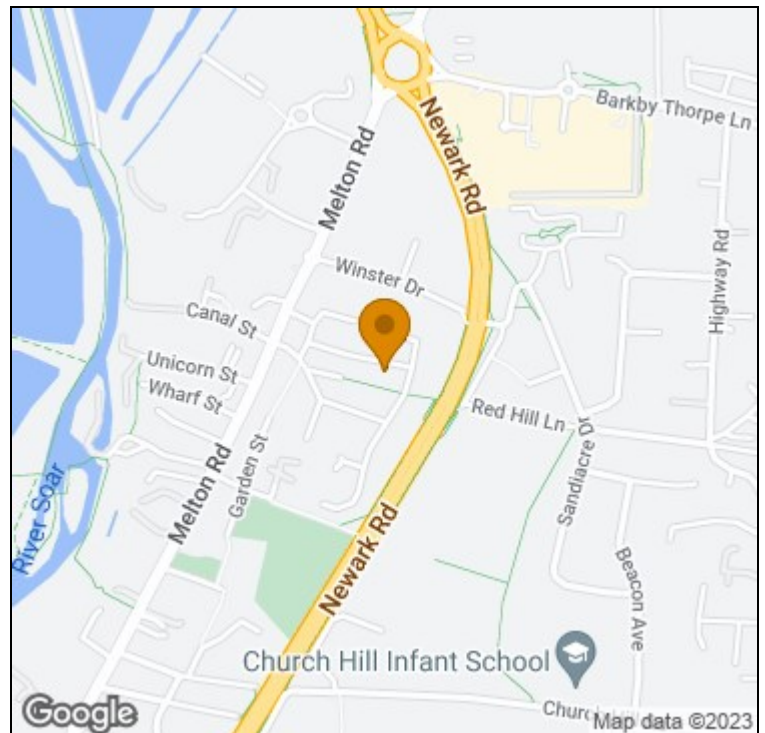 Barkby Thorpe Ln
Newark Rd
Melton Rd
Highway Rd
Winster Dr
Canal St
Unicorn St
Wharf St
Red Hill Ln
Sandiacre Dr
Garden St
Melton Rd
River Soar
Newark Rd
Beacon Ave
Church Hill Infant School
Google
Map data ©2023